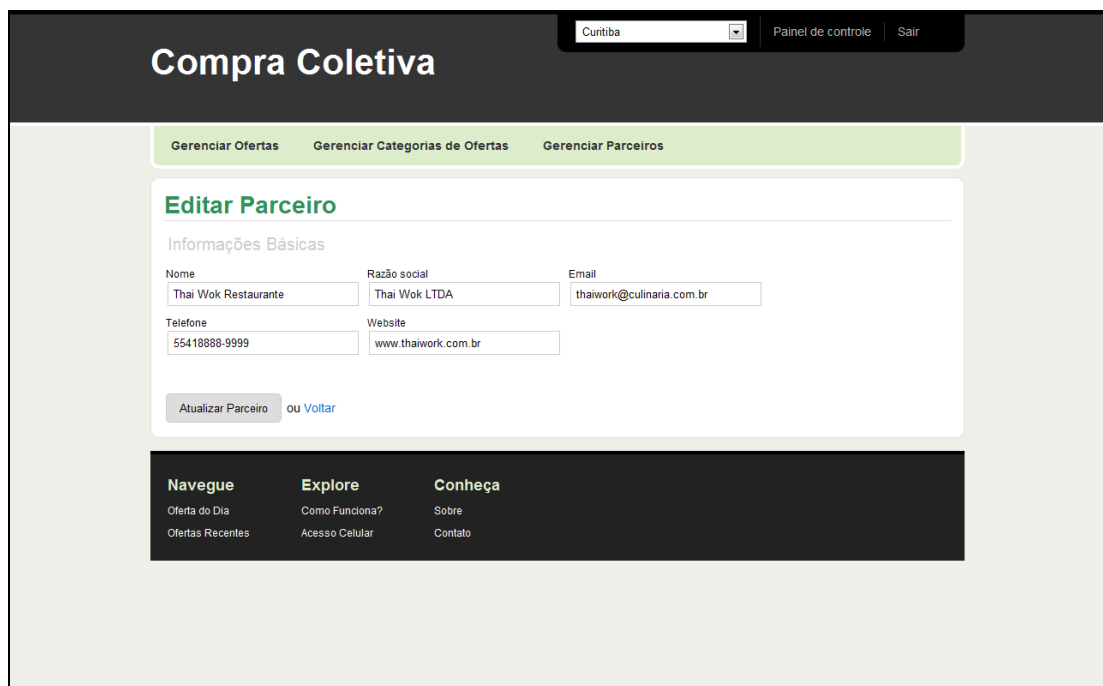 Curitiba Painel de controle Sair
Compra Coletiva
Gerenciar Ofertas Gerenciar Categorias de Ofertas Gerenciar Parceiros
Editar Parceiro
Informações Básicas
Nome Razão social Email
Thai Wok Restaurante Thai Wok LTDA thaiwork@culinaria.com.br
Telefone Website
55418888-9999 www.thaiwork.com.br
Atualizar Parceiro ou Voltar
Navegue Explore Conheça
Oferta do Dia Como Funciona? Sobre
Ofertas Recentes Acesso Celular Contato